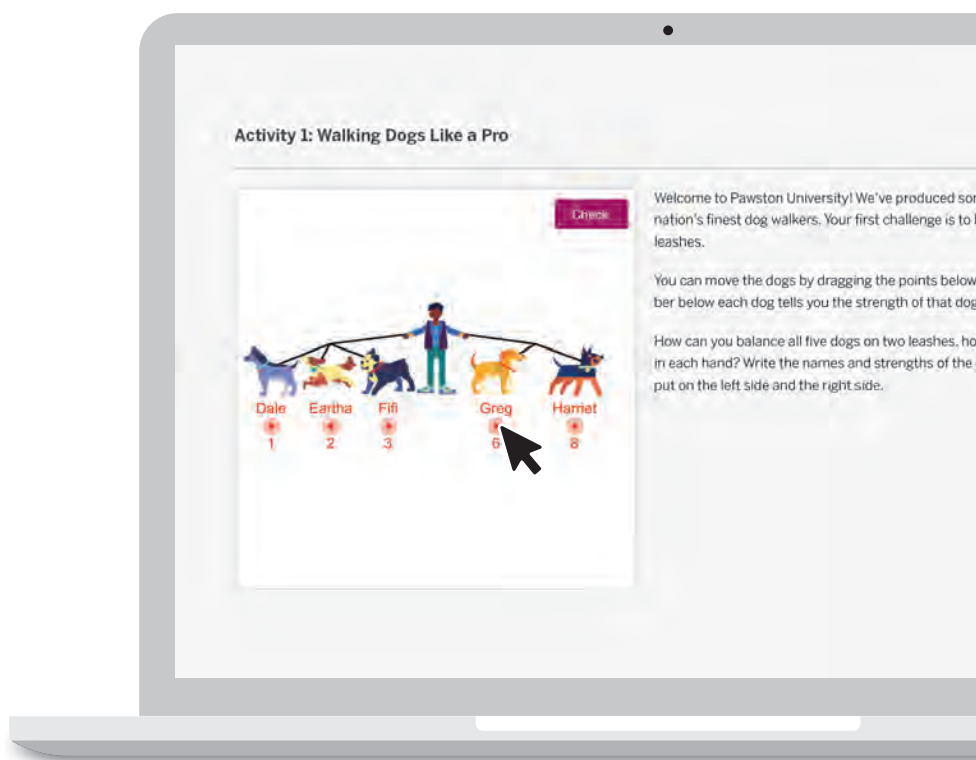 Activity 1: Walking Dogs Like a Pro
Check
Welcome to Pawston University! We've produced
nation's finest dog walkers. Your first challenge is to
leashes.
You can move the dogs by dragging the points below
ber below each dog tells you the strength of that dog
How can you balance all five dogs on two leashes,
in each hand? Write the names and strengths of the
put on the left side and the right side.
Dale Eartha Fifi Greg Harriet
1 2 3 6 8